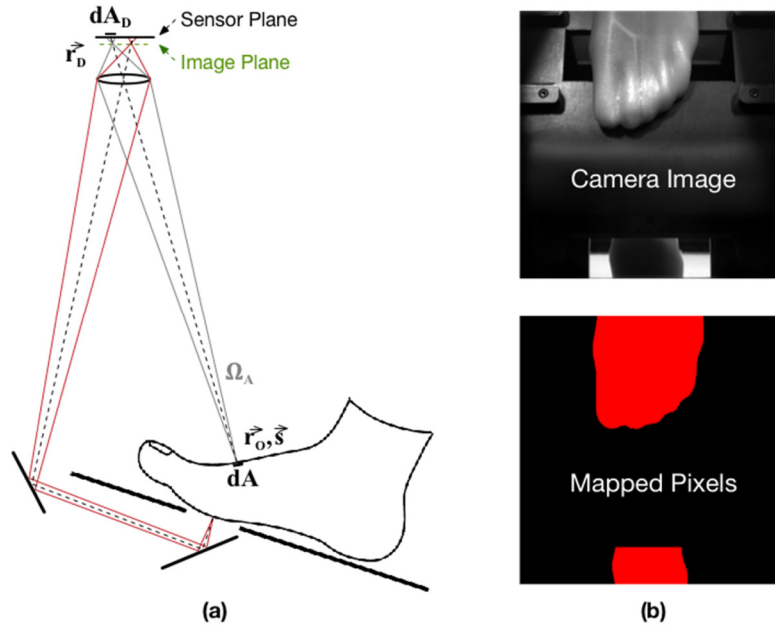 dA_D
Sensor Plane
r_D
Image Plane
Camera Image
Ω_A
r_O, s
dA
Mapped Pixels
(a)
(b)